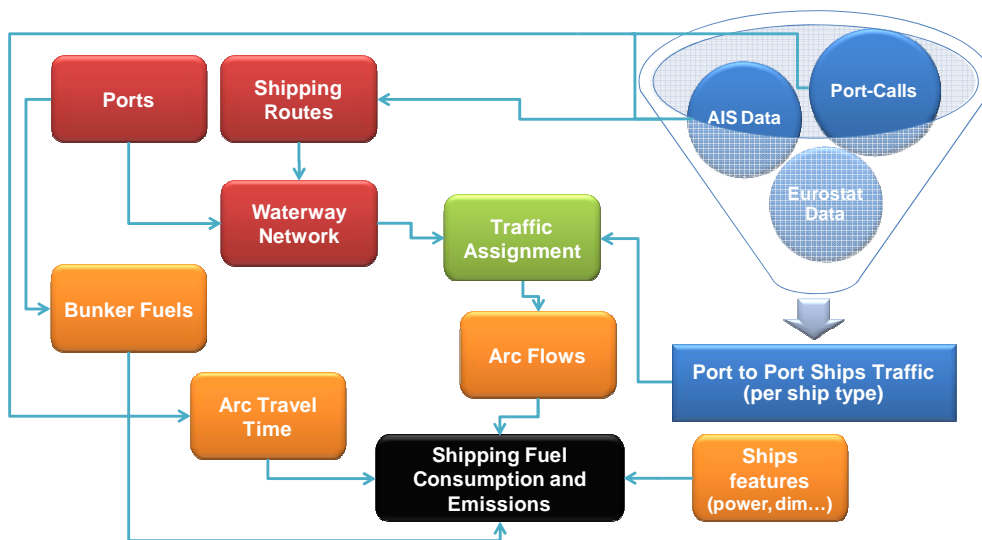 Ports
Shipping
Routes
AIS Data
Port-Calls
Eurostat
Data
Waterway
Network
Traffic
Assignment
Bunker Fuels
Arc Flows
Port to Port Ships Traffic
(per ship type)
Arc Travel
Time
Shipping Fuel
Consumption and
Emissions
Ships
features
(power, dim...)